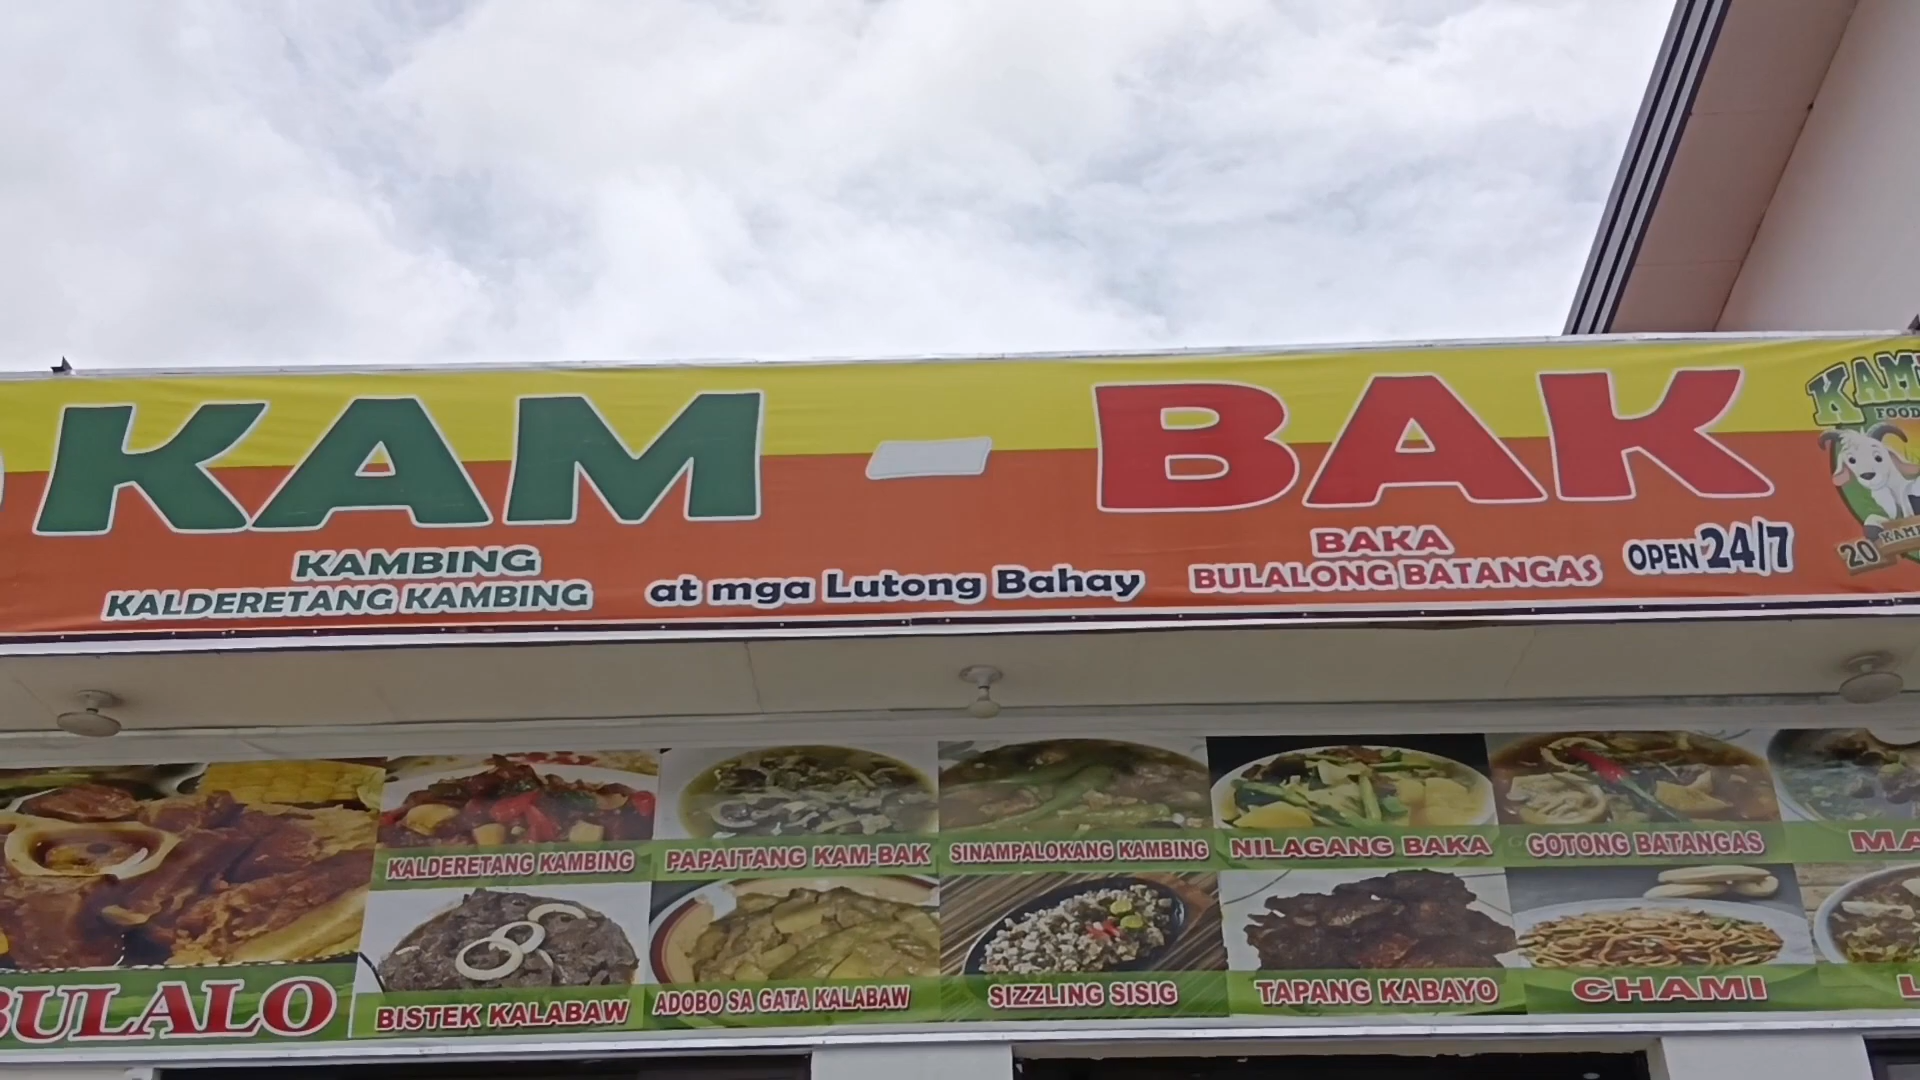 KAM - BAK
KAMBING
KALDERETANG KAMBING
at mga Lutong Bahay
BAKA
BULALONG BATANGAS
OPEN 24/7
FOOD
20
BULALO
KALDERETANG KAMBING
PAPAITANG KAM-BAK
SINAMPALOKANG KAMBING
NILAGANG BAKA
GOTONG BATANGAS
BISTEK KALABAW
ADOBO SA GATA KALABAW
SIZZLING SISIG
TAPANG KABAYO
CHAMI